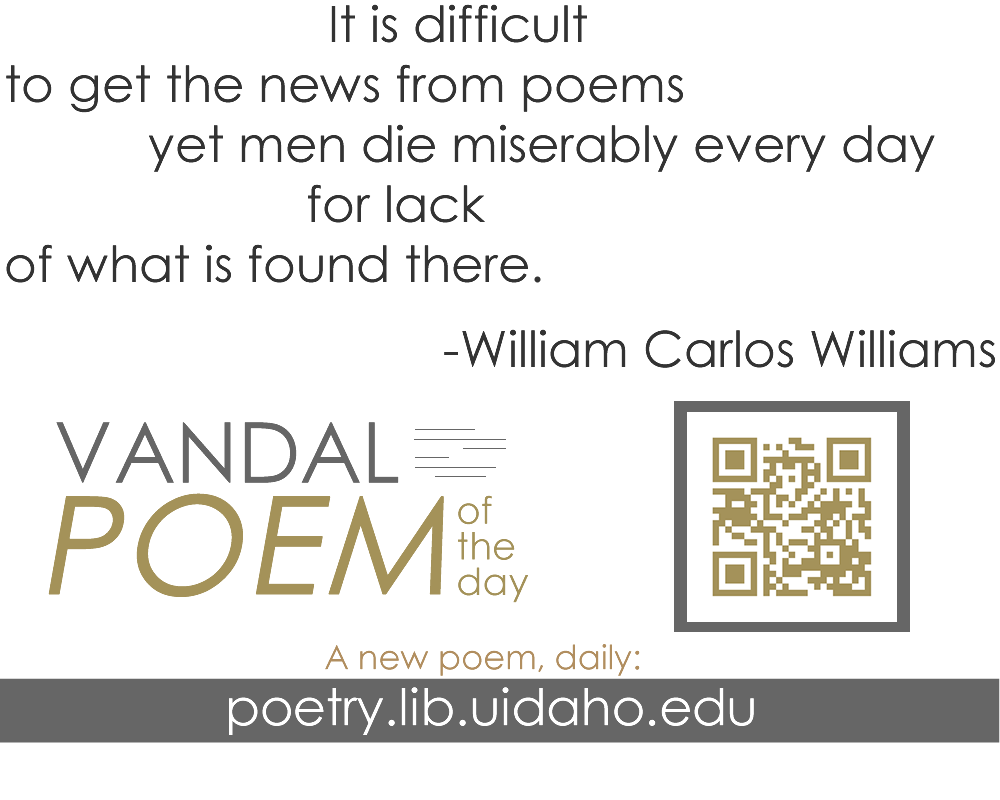 It is difficult
to get the news from poems
yet men die miserably every day
for lack
of what is found there.
-William Carlos Williams
VANDAL
POEM
of
the
day
A new poem, daily:
poetry.lib.uidaho.edu